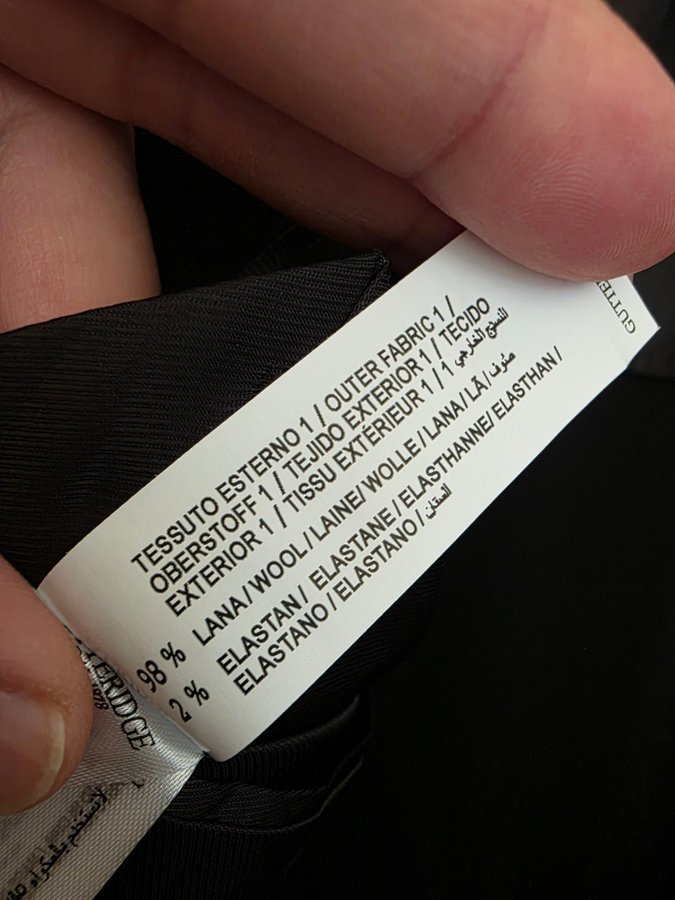 TESSUTO ESTERNO 1 / OUTER FABRIC 1 /
OBERSTOFF 1 / TEJIDO EXTERIOR 1 / TECIDO
EXTERIOR 1 / TISSU EXTÉRIEUR 1 / 1 النسيج الخارجي
98 % LANA / WOOL / LAINE/ WOLLE / LANA / LÃ / صوف
2 % ELASTAN / ELASTANE / ELASTHANNE/ ELASTHAN /
ELASTANO / ELASTANO /
1878